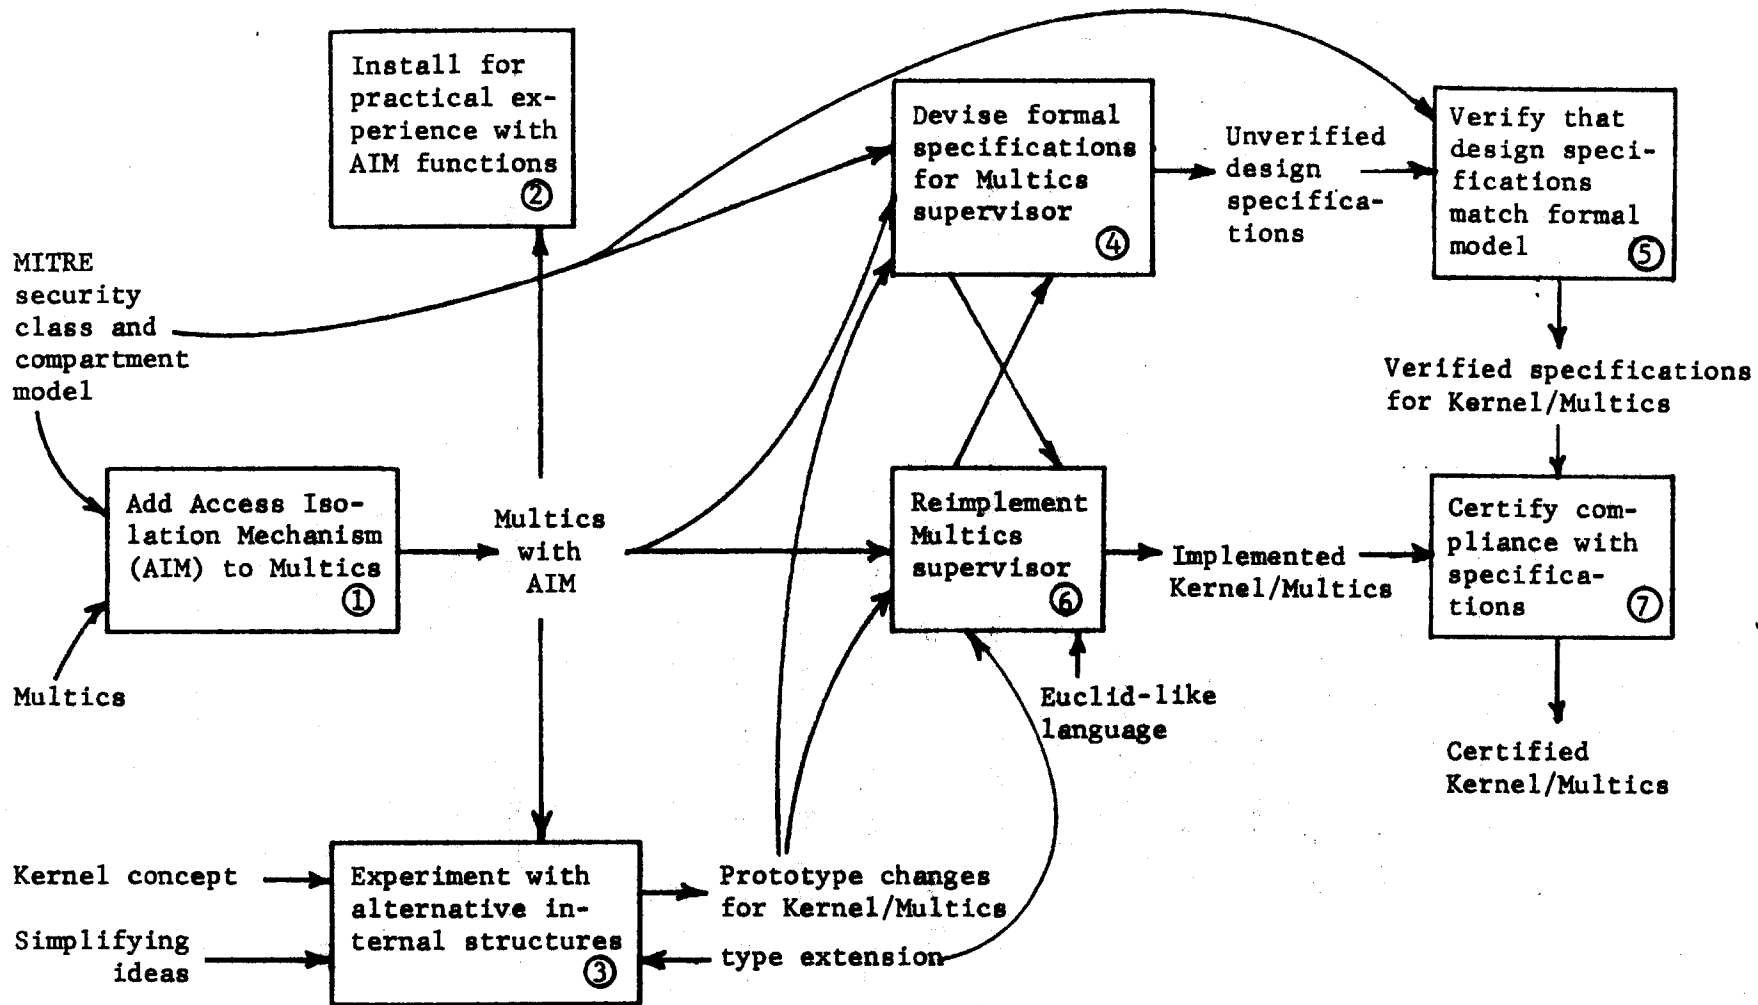 Install for
practical ex-
perience with
AIM functions
②
Devise formal
specifications
for Multics
supervisor
④
Unverified
design
specifica-
tions
Verify that
design speci-
fications
match formal
model
⑤
MITRE
security
class and
compartment
model
Verified specifications
for Kernel/Multics
Add Access Iso-
lation Mechanism
(AIM) to Multics
①
Multics
with
AIM
Reimplement
Multics
supervisor
⑥
Implemented
Kernel/Multics
Certify com-
pliance with
specifica-
tions
⑦
Multics
Euclid-like
language
Certified
Kernel/Multics
Kernel concept
Simplifying
ideas
Experiment with
alternative in-
ternal structures
③
Prototype changes
for Kernel/Multics
type extension